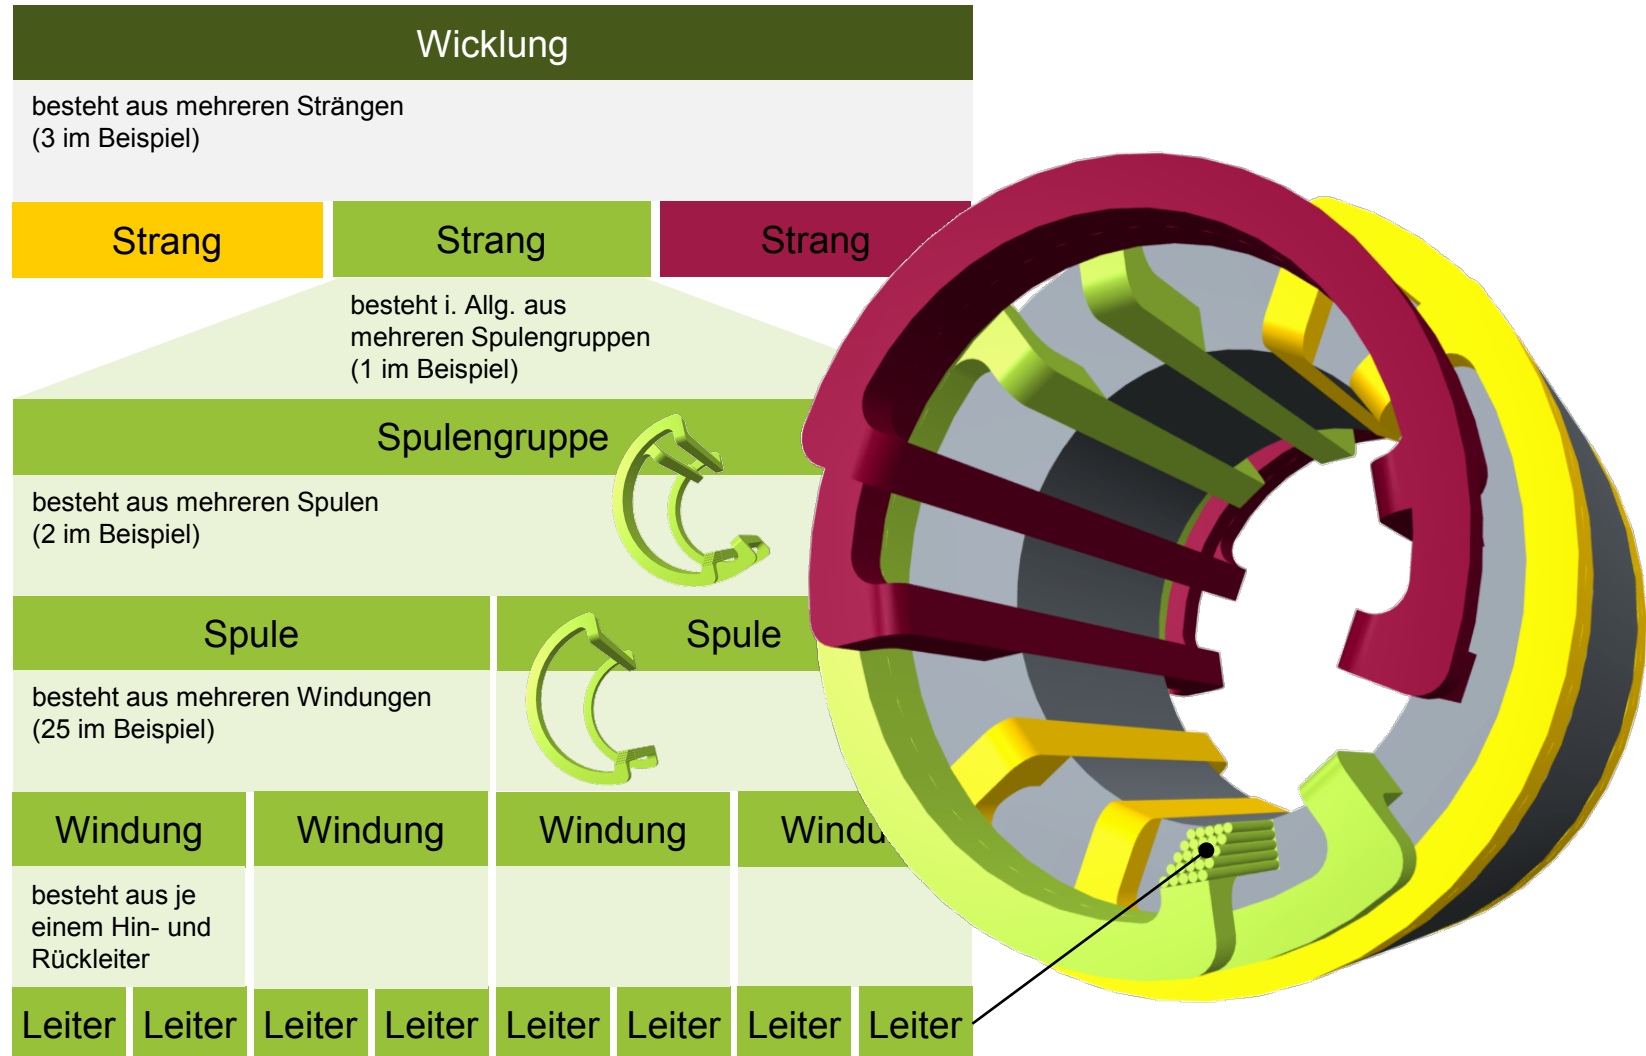 Wicklung
besteht aus mehreren Strängen
(3 im Beispiel)
Strang Strang Strang
besteht i. Allg. aus
mehreren Spulengruppen
(1 im Beispiel)
Spulengruppe
besteht aus mehreren Spulen
(2 im Beispiel)
Spule Spule
besteht aus mehreren Windungen
(25 im Beispiel)
Windung Windung Windung Windu
besteht aus je
einem Hin- und
Rückleiter
Leiter Leiter Leiter Leiter Leiter Leiter Leiter Leiter